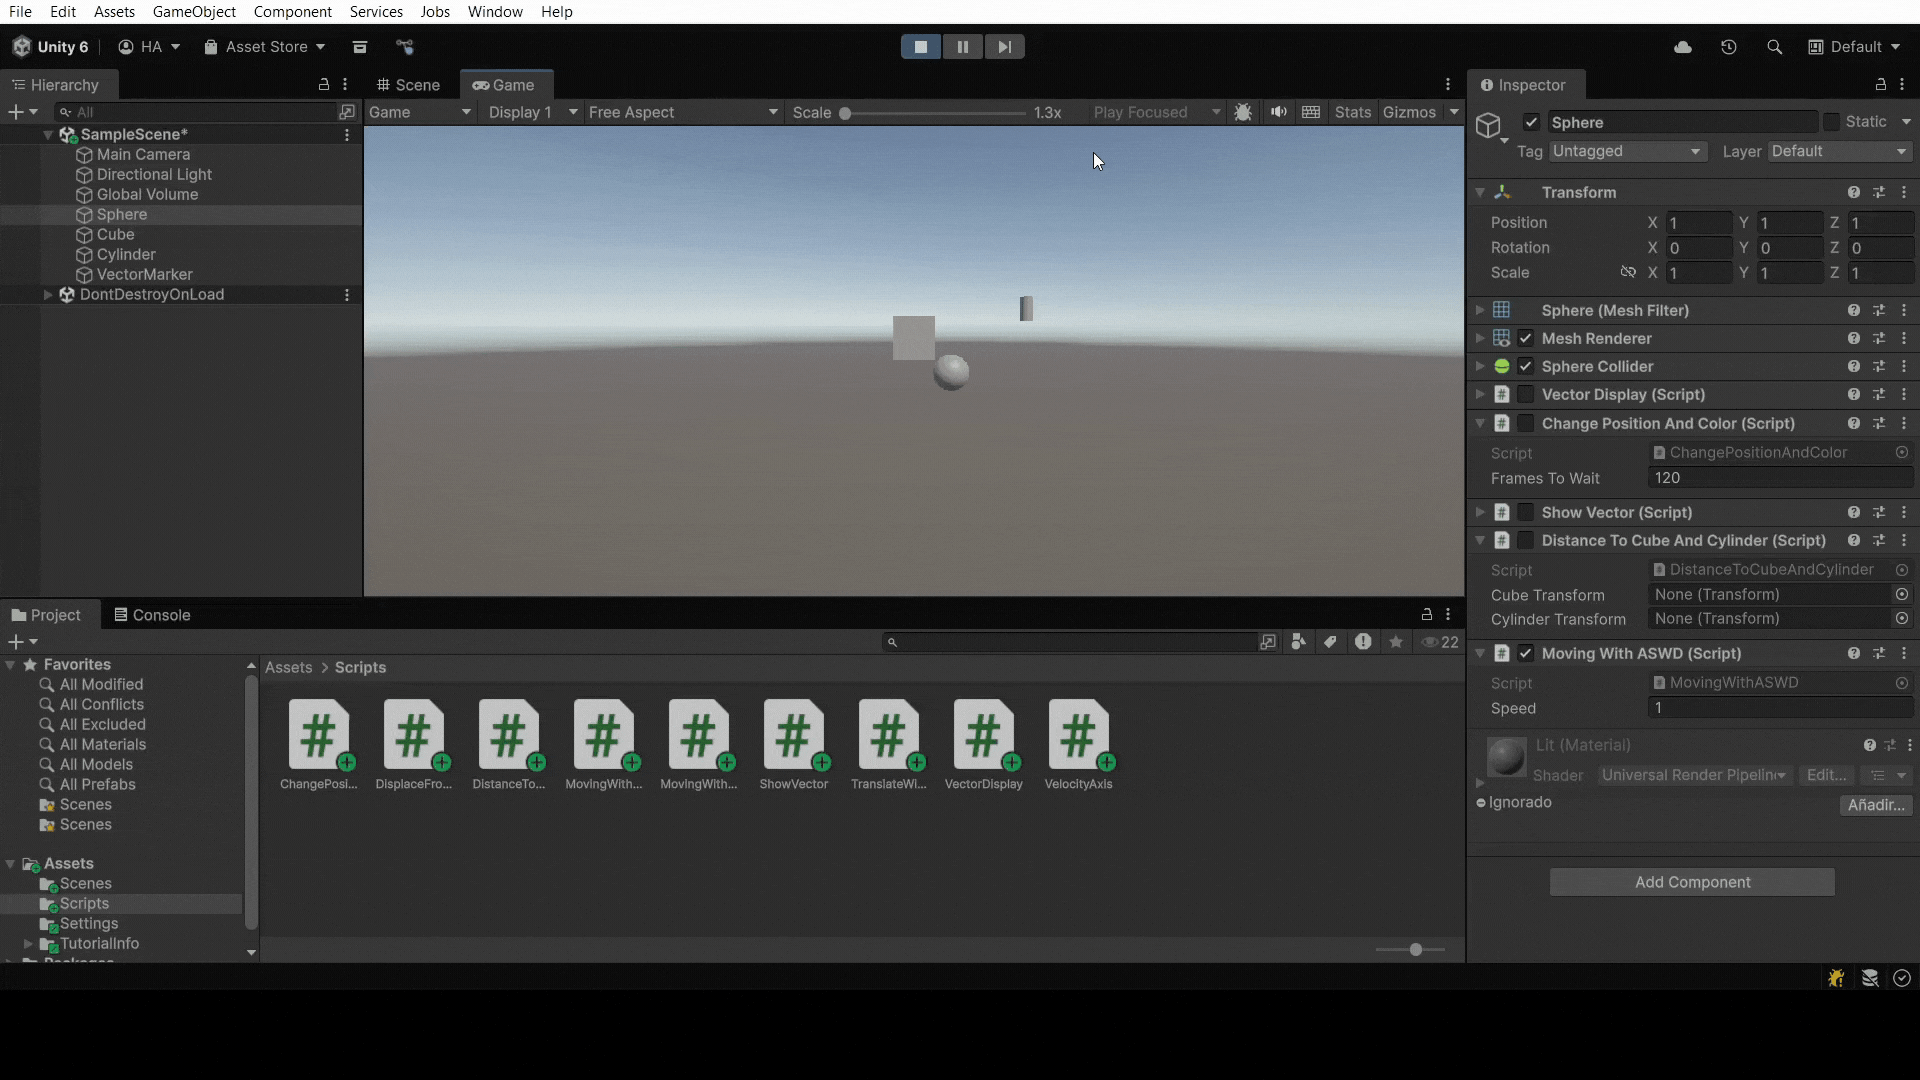 File Edit Assets GameObject Component Services Jobs Window Help
Unity 6 HA Asset Store Default
Hierarchy Scene Game Inspector
All Game Display 1 Free Aspect Scale 1.3x Play Focused Stats Gizmos
SampleScene*
Main Camera
Directional Light
Global Volume
Sphere
Cube
Cylinder
VectorMarker
DontDestroyOnLoad
Sphere Static
Tag Untagged Layer Default
Transform
Position X 1 Y 1 Z 1
Rotation X 0 Y 0 Z 0
Scale X 1 Y 1 Z 1
Sphere (Mesh Filter)
Mesh Renderer
Sphere Collider
Vector Display (Script)
Change Position And Color (Script)
Script ChangePositionAndColor
Frames To Wait 120
Show Vector (Script)
Distance To Cube And Cylinder (Script)
Script DistanceToCubeAndCylinder
Cube Transform None (Transform)
Cylinder Transform None (Transform)
Moving With ASWD (Script)
Script MovingWithASWD
Speed 1
Lit (Material)
Shader Universal Render Pipelin Edit...
Ignorado
Añadir...
Add Component
Project Console
22
Favorites
All Modified
All Conflicts
All Excluded
All Materials
All Models
All Prefabs
Scenes
Scenes
Assets
Scenes
Scripts
Settings
TutorialInfo
Assets > Scripts
ChangePosi... DisplaceFro... DistanceTo... MovingWith... MovingWith... ShowVector TranslateWi... VectorDisplay VelocityAxis